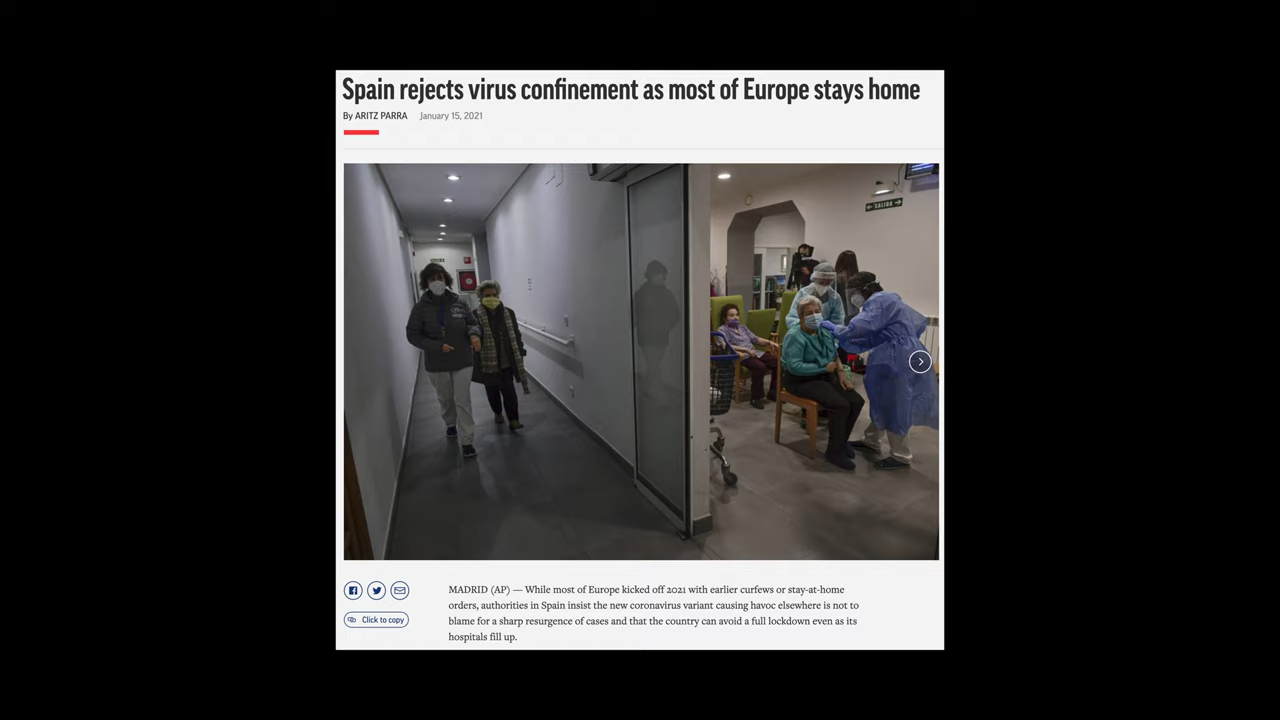 Spain rejects virus confinement as most of Europe stays home
By ARITZ PARRA January 15, 2021
SALIDA
Click to copy
MADRID (AP) — While most of Europe kicked off 2021 with earlier curfews or stay-at-home
orders, authorities in Spain insist the new coronavirus variant causing havoc elsewhere is not to
blame for a sharp resurgence of cases and that the country can avoid a full lockdown even as its
hospitals fill up.